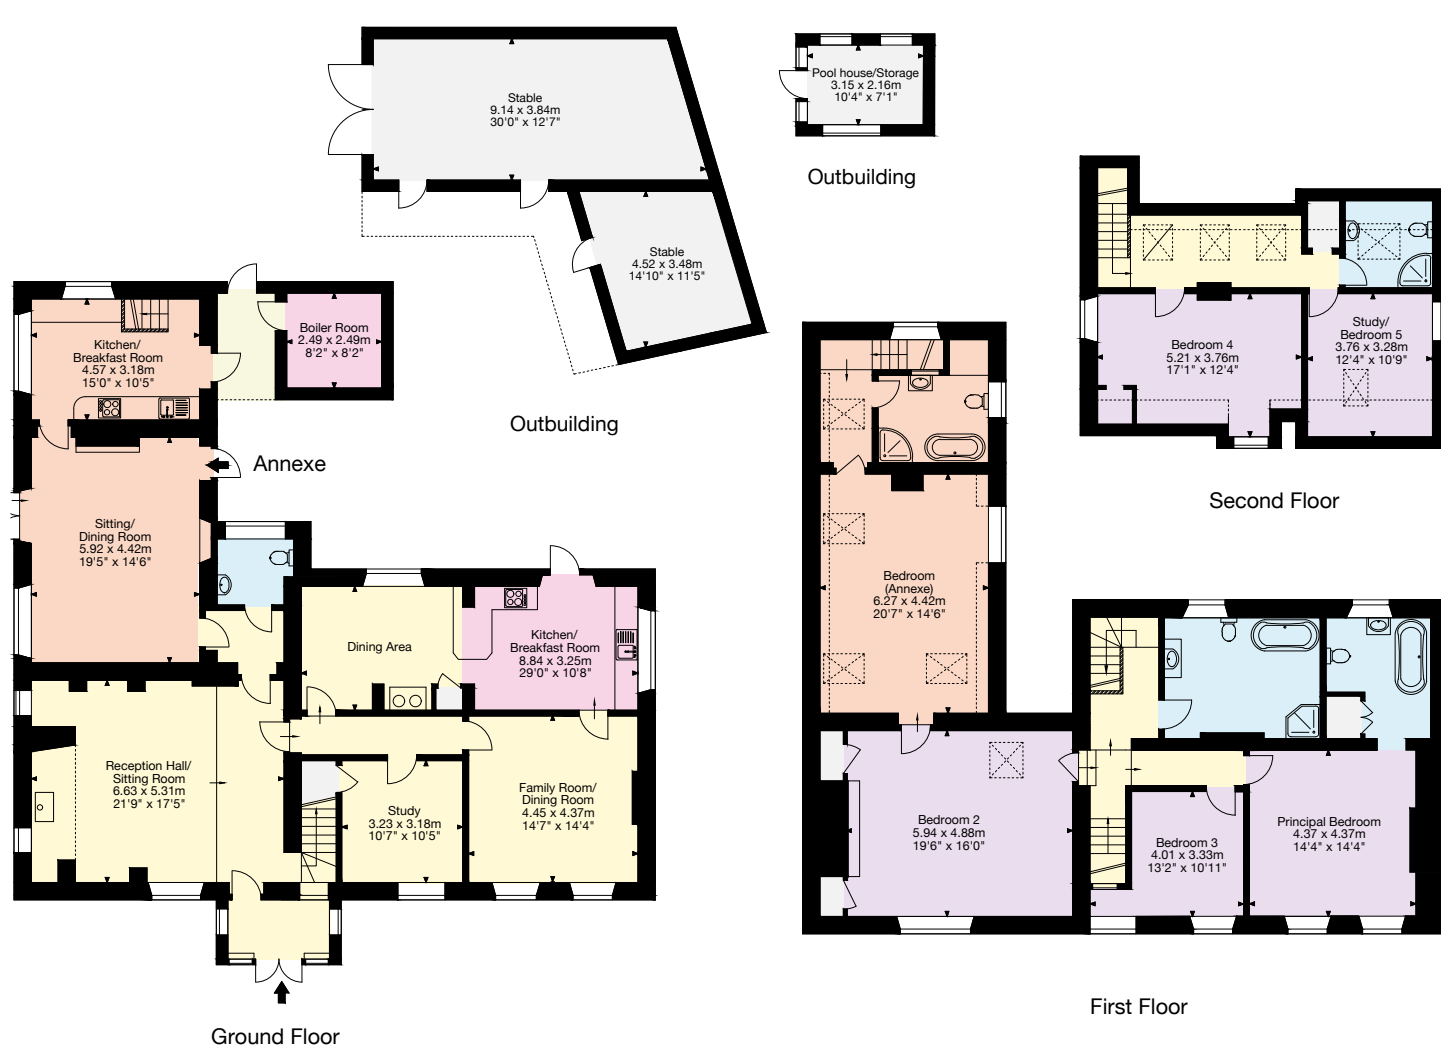 Stable
9.14 x 3.84m
30'0" x 12'7"
Pool house/Storage
3.15 x 2.16m
10'4" x 7'1"
Outbuilding
Stable
4.52 x 3.48m
14'10" x 11'5"
Boiler Room
2.49 x 2.49m
8'2" x 8'2"
Kitchen/
Breakfast Room
4.57 x 3.18m
15'0" x 10'5"
Outbuilding
Annexe
Sitting/
Dining Room
5.92 x 4.42m
19'5" x 14'6"
Dining Area
Kitchen/
Breakfast Room
8.84 x 3.25m
29'0" x 10'8"
Reception Hall/
Sitting Room
6.63 x 5.31m
21'9" x 17'5"
Study
3.23 x 3.18m
10'7" x 10'5"
Family Room/
Dining Room
4.45 x 4.37m
14'7" x 14'4"
Ground Floor
Bedroom 4
5.21 x 3.76m
17'1" x 12'4"
Study/
Bedroom 5
3.76 x 3.28m
12'4" x 10'9"
Second Floor
Bedroom
(Annexe)
6.27 x 4.42m
20'7" x 14'6"
Bedroom 2
5.94 x 4.88m
19'6" x 16'0"
Bedroom 3
4.01 x 3.33m
13'2" x 10'11"
Principal Bedroom
4.37 x 4.37m
14'4" x 14'4"
First Floor